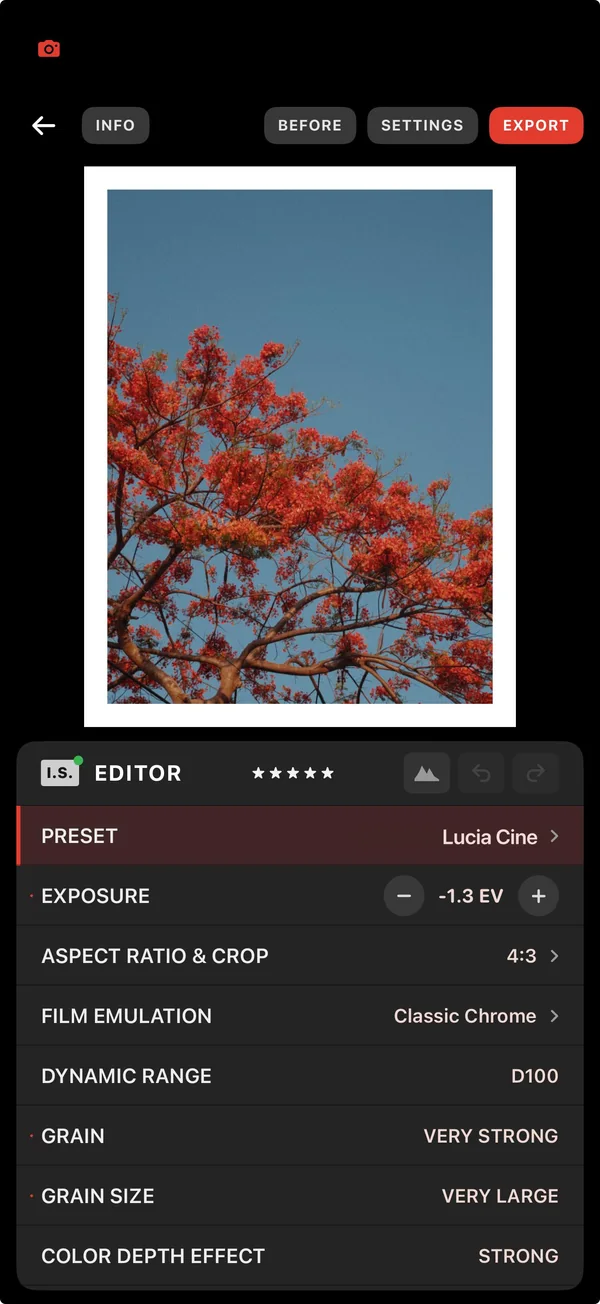 INFO BEFORE SETTINGS EXPORT
I.S. EDITOR
PRESET Lucia Cine
EXPOSURE -1.3 EV
ASPECT RATIO & CROP 4:3
FILM EMULATION Classic Chrome
DYNAMIC RANGE D100
GRAIN VERY STRONG
GRAIN SIZE VERY LARGE
COLOR DEPTH EFFECT STRONG